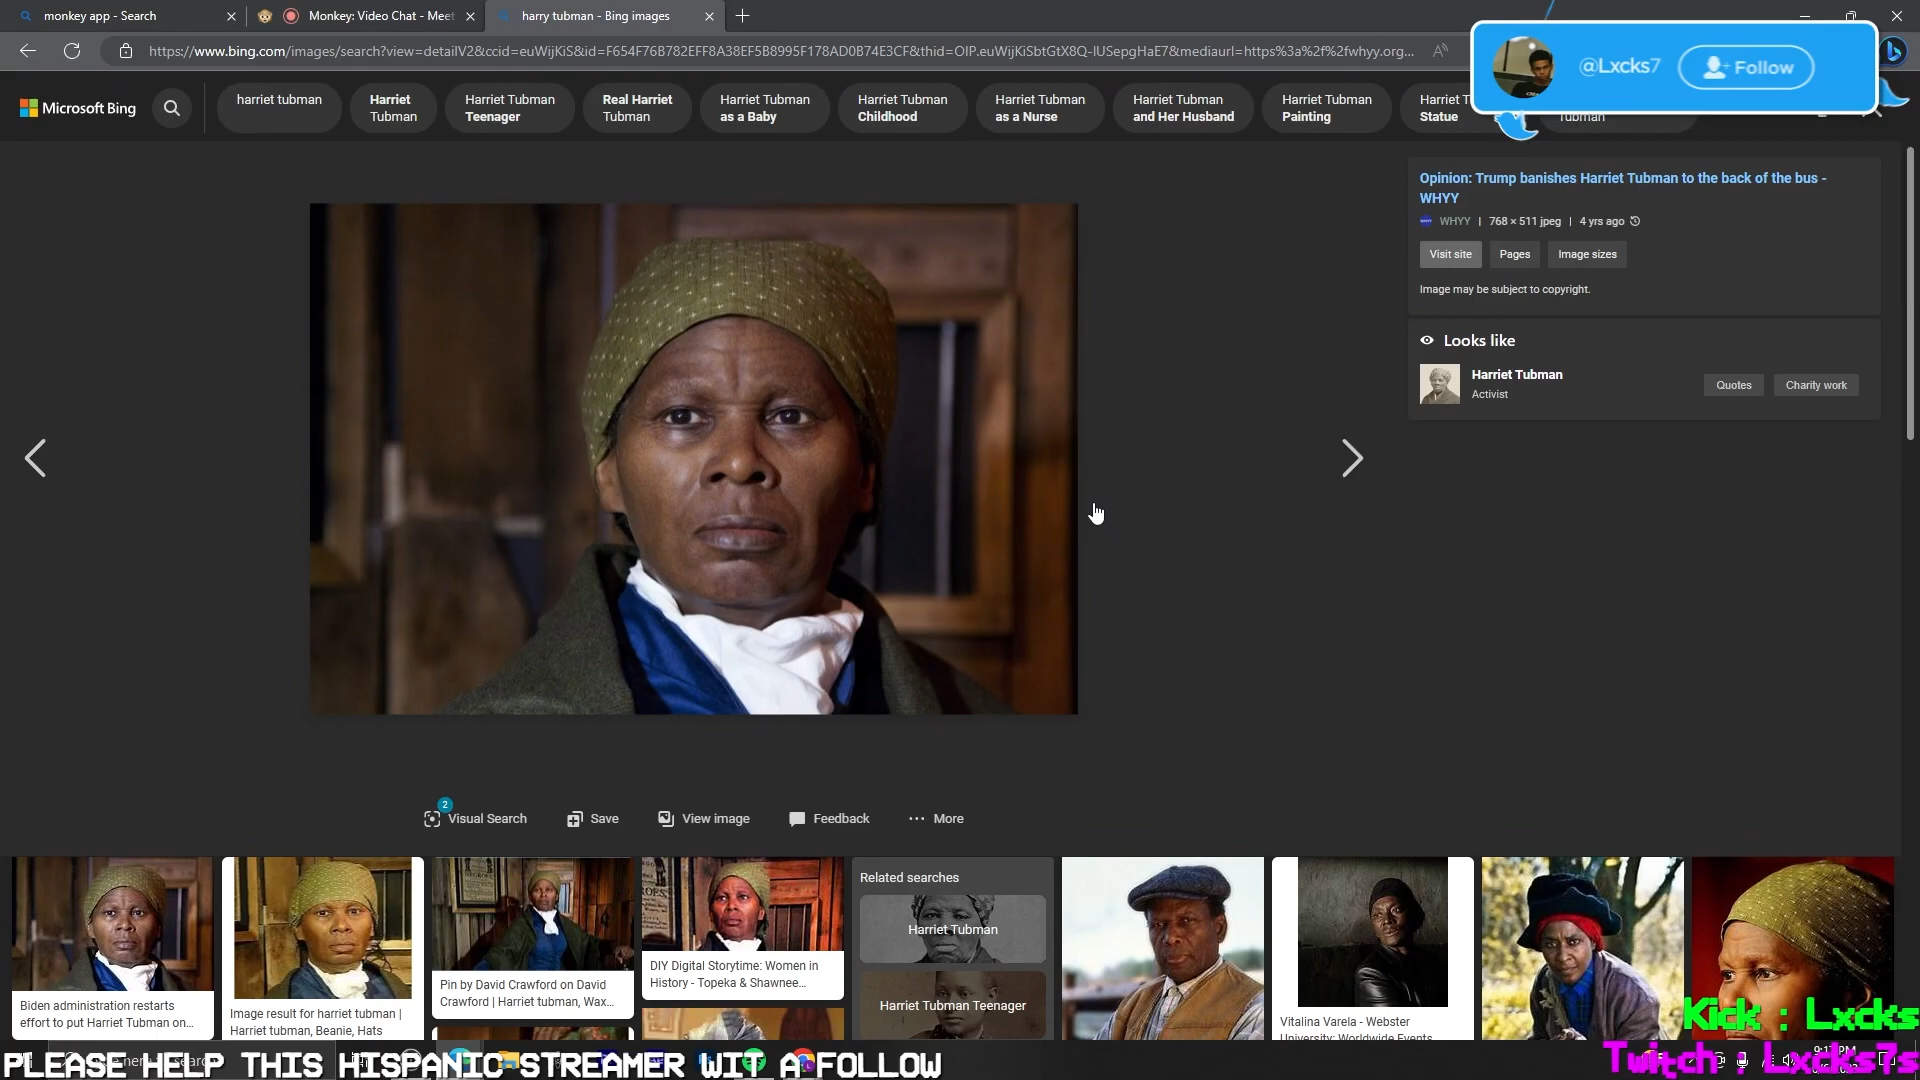 monkey app - Search
Monkey: Video Chat - Meet
harry tubman - Bing images
https://www.bing.com/images/search?view=detailV2&ccid=euWijKiS&id=F654F76B782EFF8A38EF5B8995F178AD0B74E3CF&thid=OIP.euWijKiSbtGtX8Q-IUSepgHaE7&mediaurl=https%3a%2f%2fwhyy.org...
@Lxcks7
Follow
Microsoft Bing
harriet tubman
Harriet
Tubman
Harriet Tubman
Teenager
Real Harriet
Tubman
Harriet Tubman
as a Baby
Harriet Tubman
Childhood
Harriet Tubman
as a Nurse
Harriet Tubman
and Her Husband
Harriet Tubman
Painting
Harriet T
Statue
Tubman
Opinion: Trump banishes Harriet Tubman to the back of the bus -
WHYY
WHYY | 768 × 511 jpeg | 4 yrs ago
Visit site
Pages
Image sizes
Image may be subject to copyright.
Looks like
Harriet Tubman
Activist
Quotes
Charity work
2
Visual Search
Save
View image
Feedback
More
Biden administration restarts
effort to put Harriet Tubman on...
Image result for harriet tubman |
Harriet tubman, Beanie, Hats
Pin by David Crawford on David
Crawford | Harriet tubman, Wax...
DIY Digital Storytime: Women in
History - Topeka & Shawnee...
Related searches
Harriet Tubman
Harriet Tubman Teenager
Vitalina Varela - Webster
University: Worldwide Events
Kick : Lxcks
PLEASE HELP THIS HISPANIC STREAMER WIT A FOLLOW
Twitch : Lxcks7s